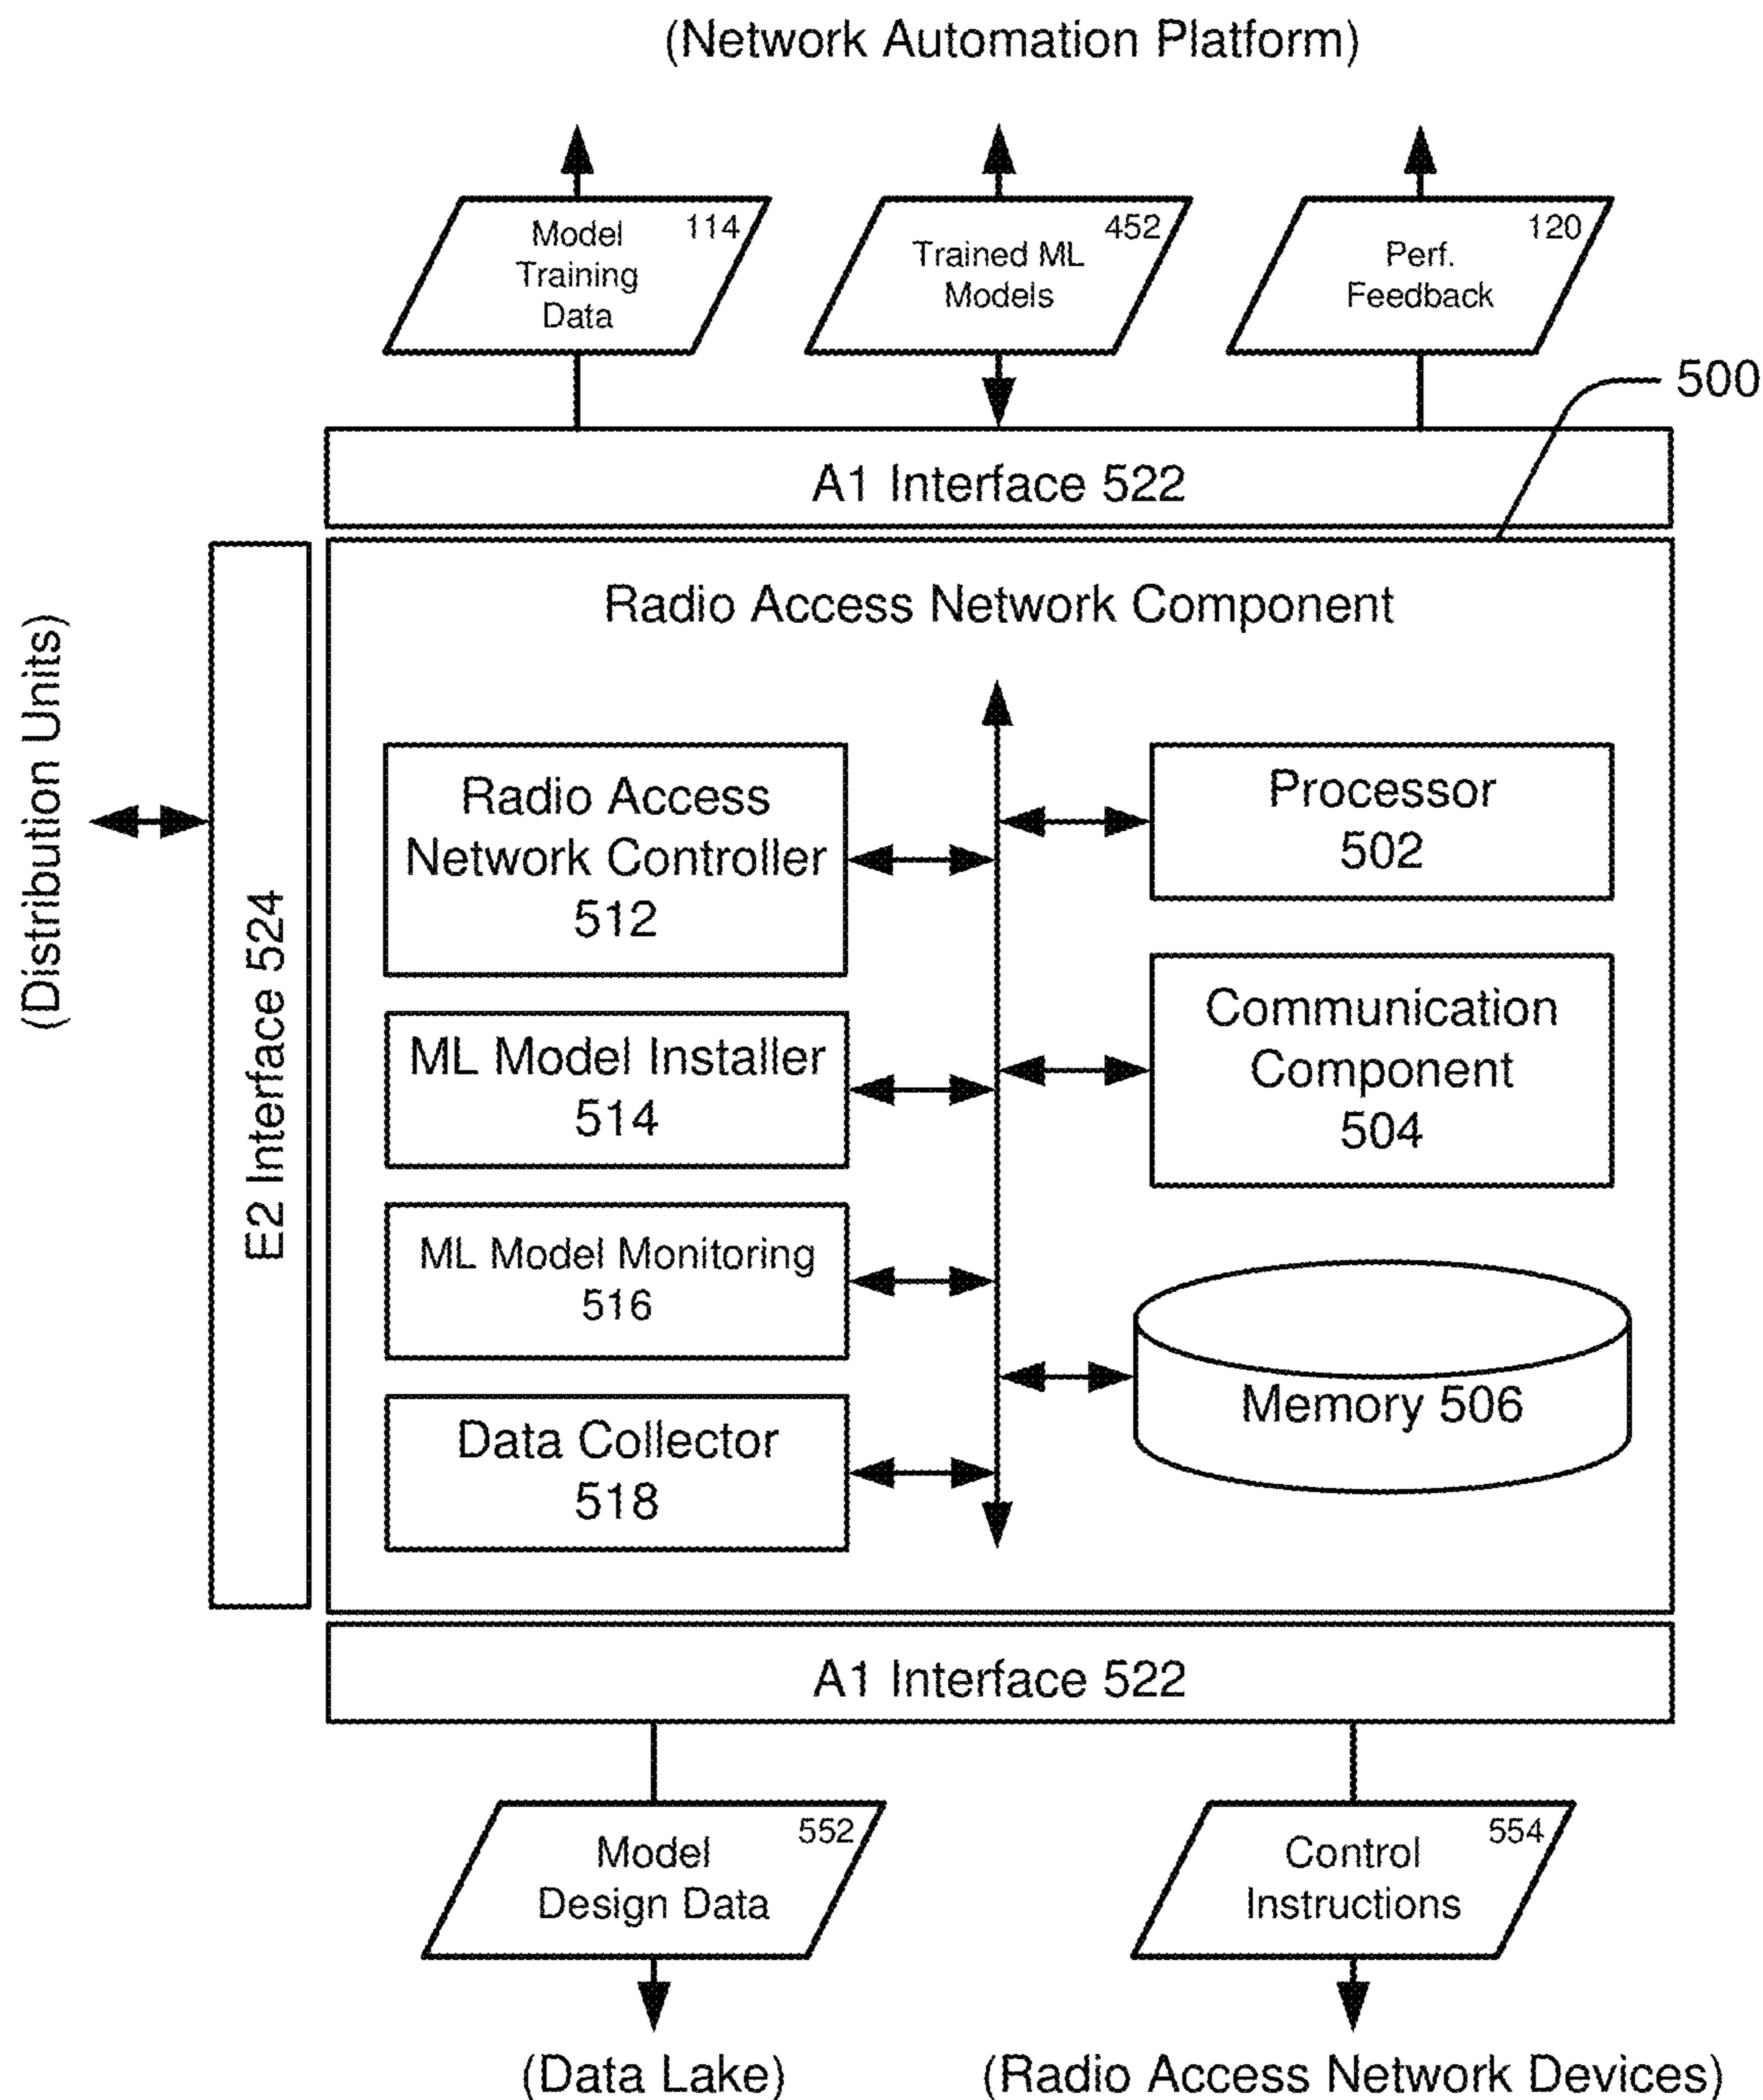 (Network Automation Platform)
114
Model
Training
Data
452
Trained ML
Models
120
Perf.
Feedback
500
A1 Interface 522
(Distribution Units)
E2 Interface 524
Radio Access Network Component
Radio Access
Network Controller
512
Processor
502
Communication
Component
504
ML Model Installer
514
ML Model Monitoring
516
Memory 506
Data Collector
518
A1 Interface 522
552
Model
Design Data
554
Control
Instructions
(Data Lake)
(Radio Access Network Devices)